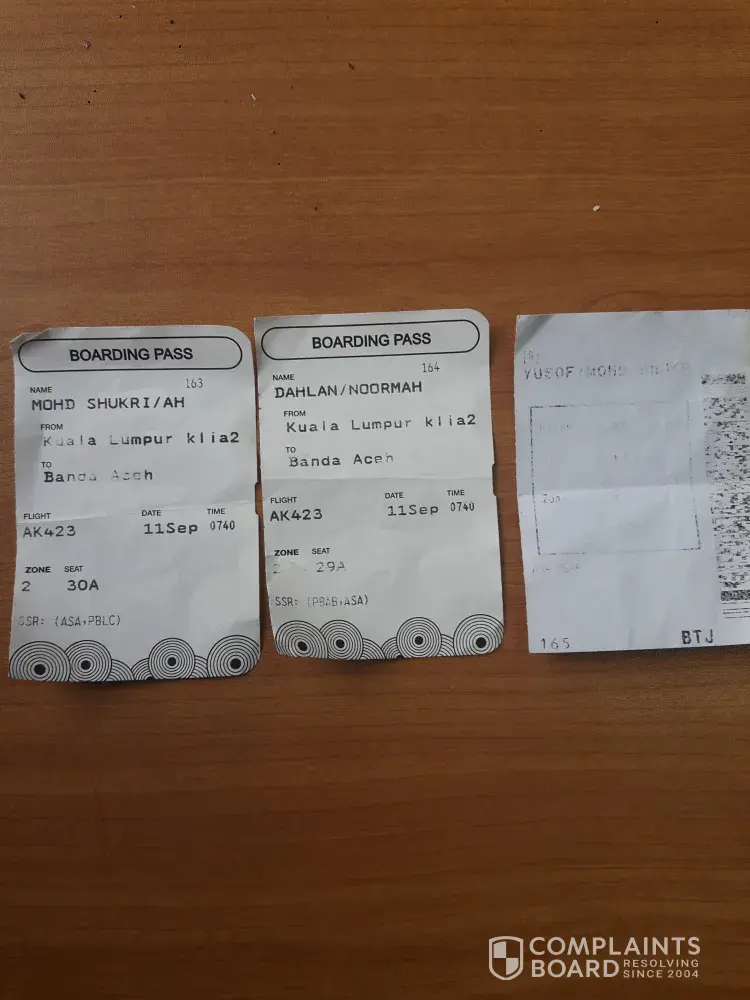 BOARDING PASS
163
NAME
MOHD SHUKRI/AH
FROM
Kuala Lumpur klia2
TO
Banda Aceh
FLIGHT DATE TIME
AK423 11Sep 0740
ZONE SEAT
2 30A
SSR: (ASA,PBLC)
BOARDING PASS
164
NAME
DAHLAN/NOORMAH
FROM
Kuala Lumpur klia2
TO
Banda Aceh
FLIGHT DATE TIME
AK423 11Sep 0740
ZONE SEAT
2 29A
SSR: (PBAB,ASA)
YUSOF/MOHD
165 BTJ
COMPLAINTS
BOARD RESOLVING
SINCE 2004